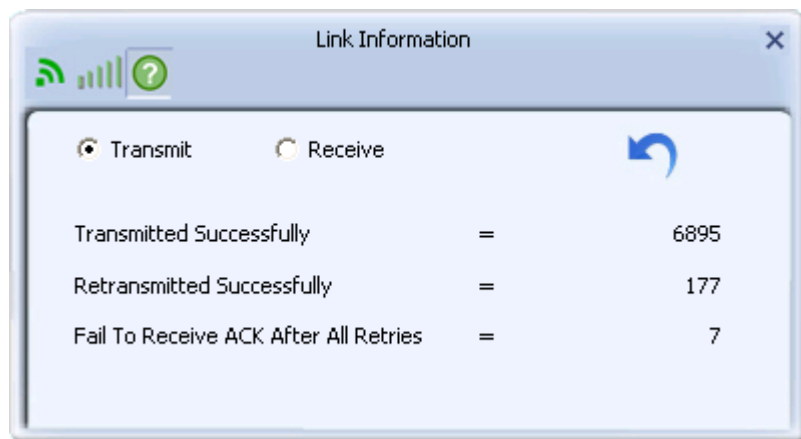 Link Information
Transmit Receive
Transmitted Successfully = 6895
Retransmitted Successfully = 177
Fail To Receive ACK After All Retries = 7